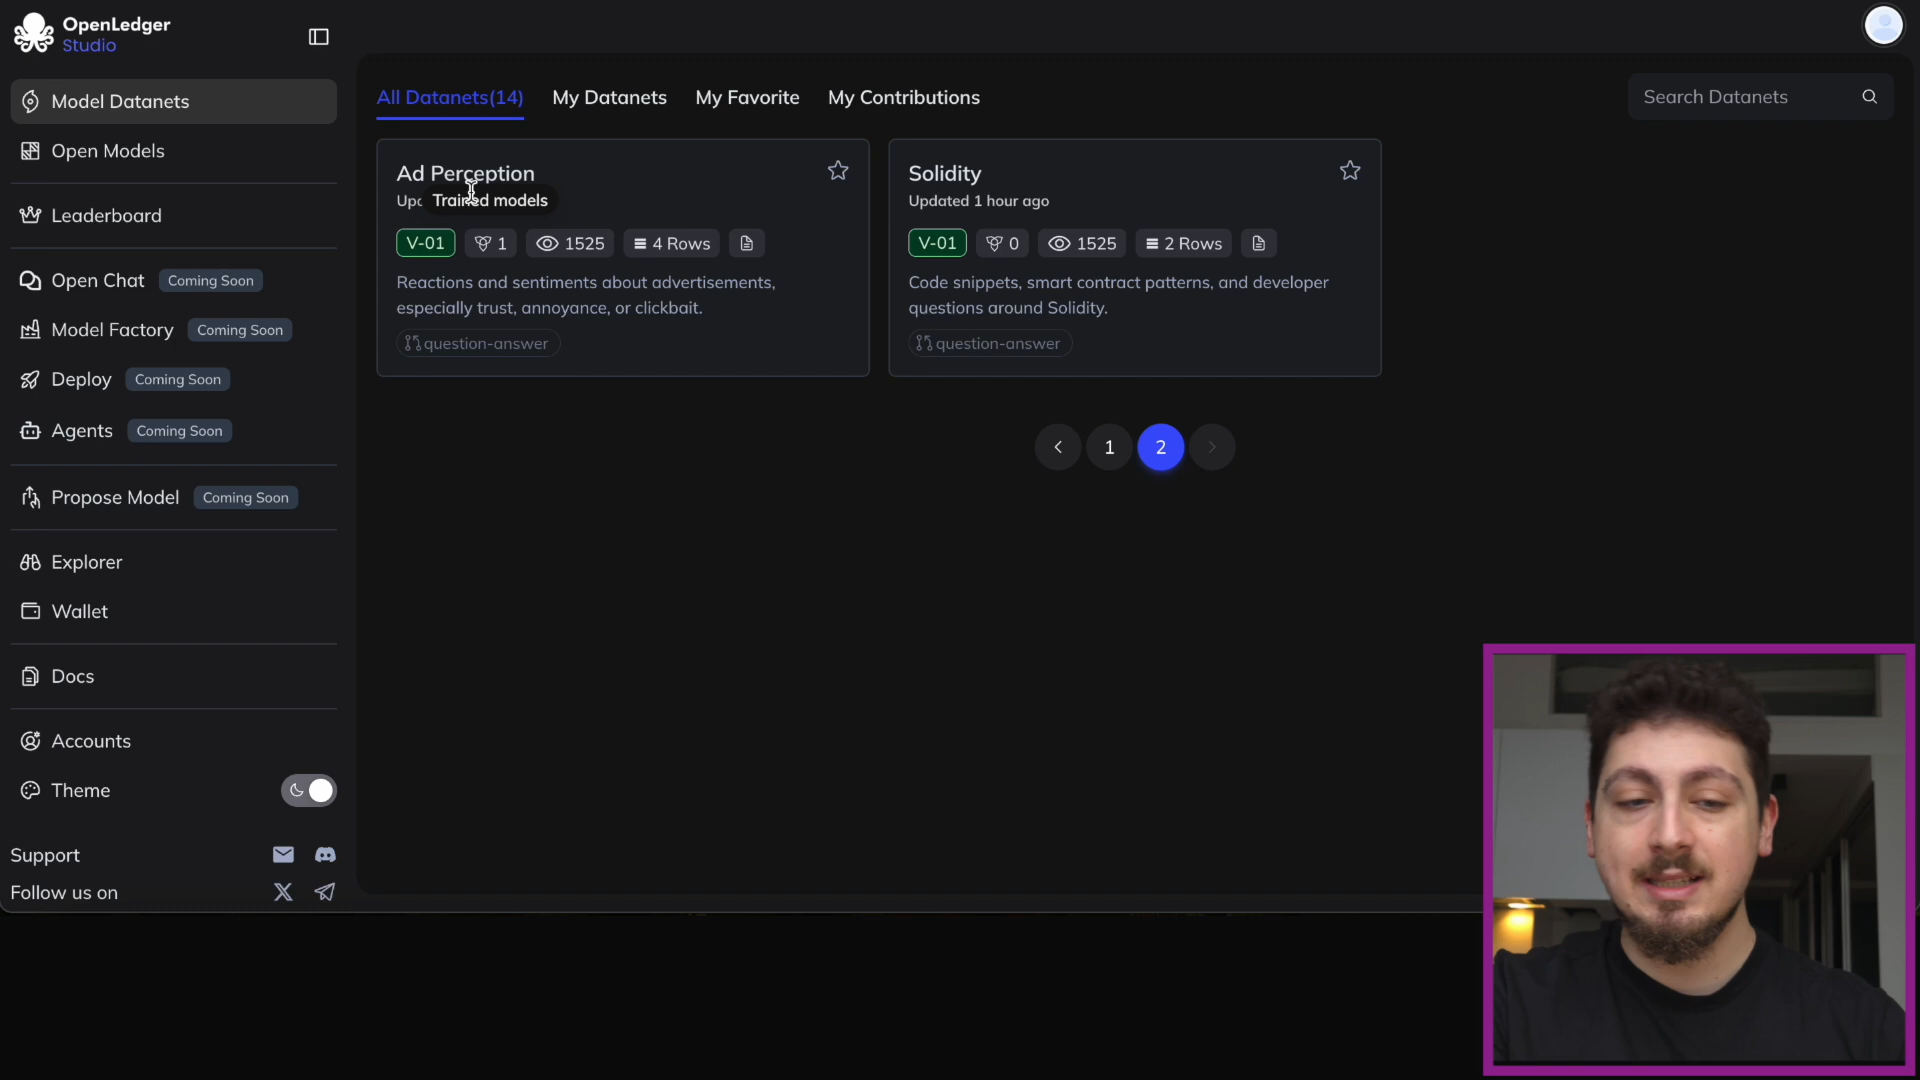 OpenLedger
Studio
Model Datanets
Open Models
Leaderboard
Open Chat Coming Soon
Model Factory Coming Soon
Deploy Coming Soon
Agents Coming Soon
Propose Model Coming Soon
Explorer
Wallet
Docs
Accounts
Theme
Support
Follow us on
All Datanets(14) My Datanets My Favorite My Contributions
Search Datanets
Ad Perception
Trained models
V-01 1 1525 4 Rows
Reactions and sentiments about advertisements,
especially trust, annoyance, or clickbait.
question-answer
Solidity
Updated 1 hour ago
V-01 0 1525 2 Rows
Code snippets, smart contract patterns, and developer
questions around Solidity.
question-answer
1 2